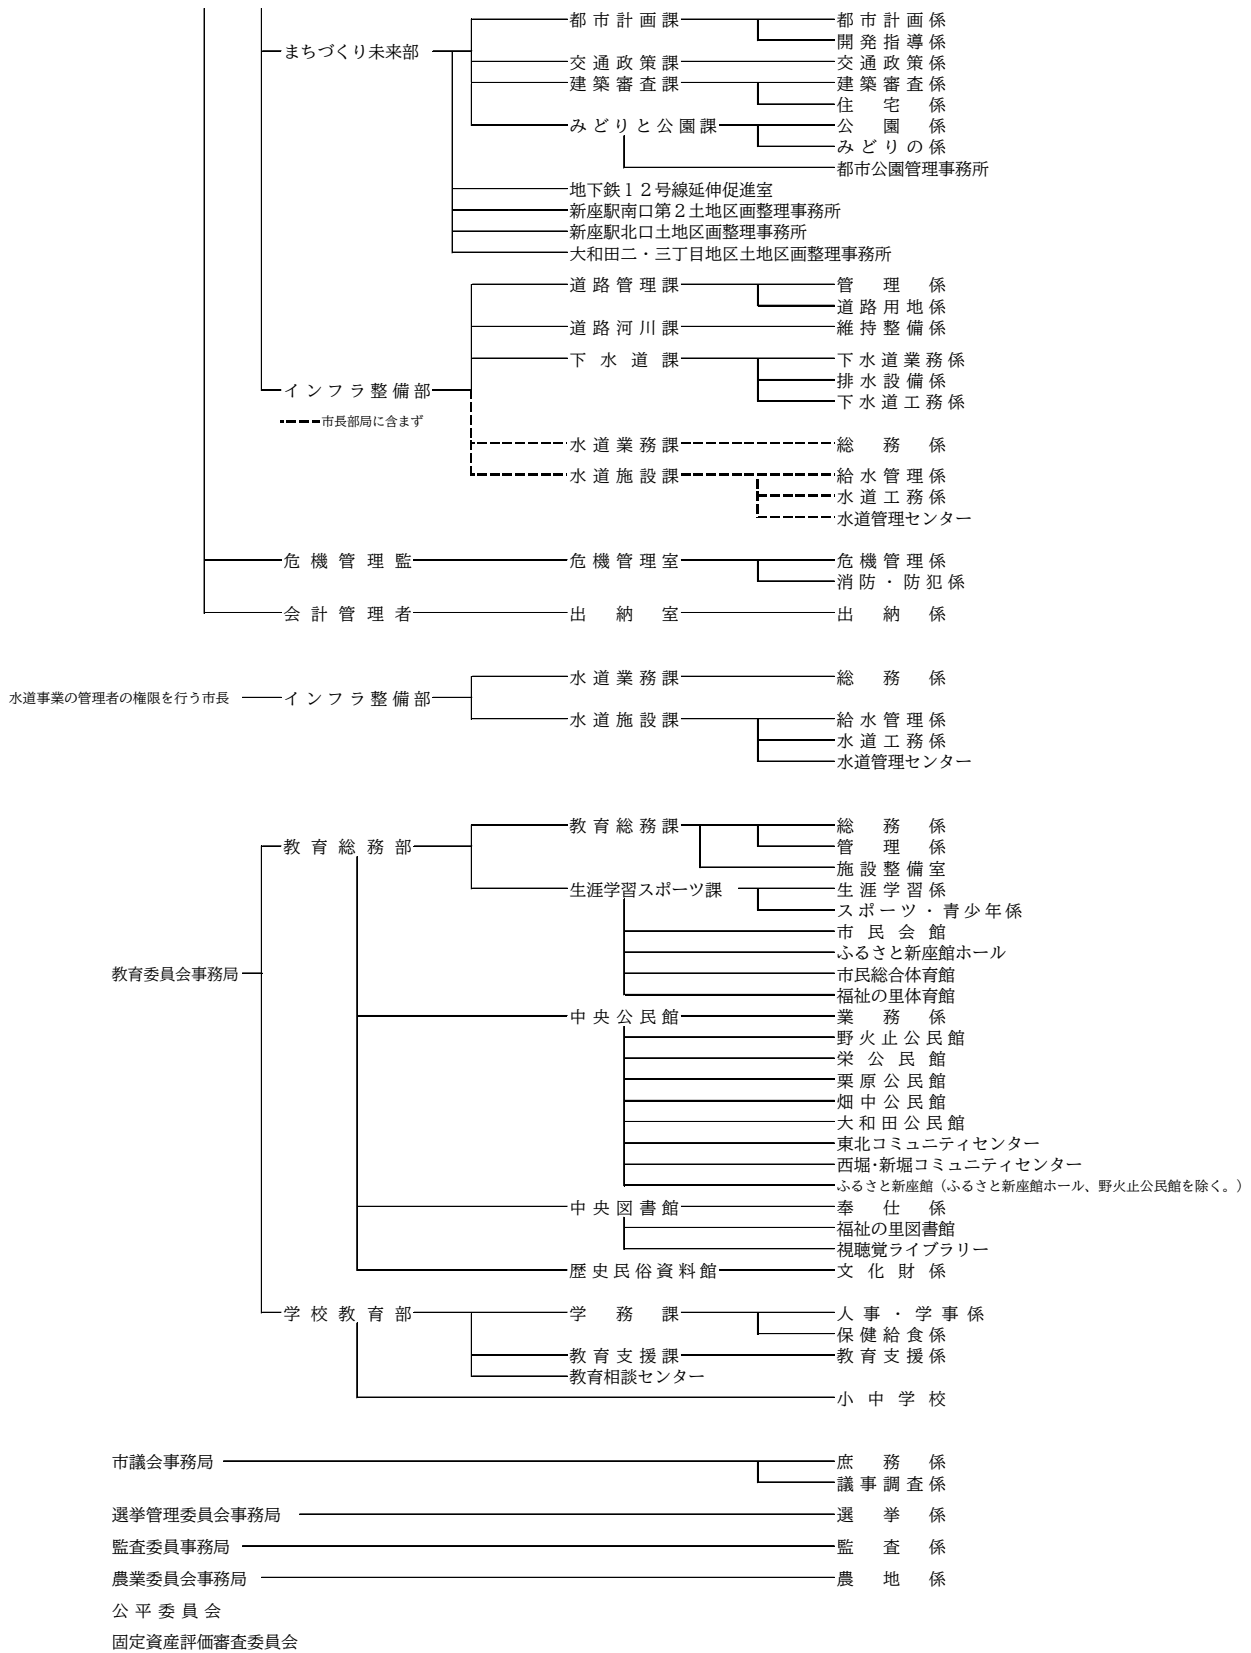 都市計画課 都市計画係
開発指導係
まちづくり未来部
交通政策課 交通政策係
建築審査課 建築審査係
住宅係
みどりと公園課 公園係
みどりの係
都市公園管理事務所
地下鉄１２号線延伸促進室
新座駅南口第２土地区画整理事務所
新座駅北口土地区画整理事務所
大和田二・三丁目地区土地区画整理事務所
道路管理課 管理係
道路用地係
道路河川課 維持整備係
下水道課 下水道業務係
排水設備係
インフラ整備部
下水道工務係
市長部局に含まず
水道業務課 総務係
水道施設課 給水管理係
水道工務係
水道管理センター
危機管理監 危機管理室 危機管理係
消防・防犯係
会計管理者 出納室 出納係
水道業務課 総務係
水道事業の管理者の権限を行う市長 インフラ整備部
水道施設課 給水管理係
水道工務係
水道管理センター
教育総務課 総務係
教育総務部 管理係
施設整備室
生涯学習スポーツ課 生涯学習係
スポーツ・青少年係
市民会館
ふるさと新座館ホール
教育委員会事務局 市民総合体育館
福祉の里体育館
中央公民館 業務係
野火止公民館
栄公民館
栗原公民館
畑中公民館
大和田公民館
東北コミュニティセンター
西堀・新堀コミュニティセンター
ふるさと新座館（ふるさと新座館ホール、野火止公民館を除く。）
中央図書館 奉仕係
福祉の里図書館
視聴覚ライブラリー
歴史民俗資料館 文化財係
学校教育部 学務課 人事・学事係
保健給食係
教育支援課 教育支援係
教育相談センター
小中学校
市議会事務局 庶務係
議事調査係
選挙管理委員会事務局 選挙係
監査委員事務局 監査係
農業委員会事務局 農地係
公平委員会
固定資産評価審査委員会